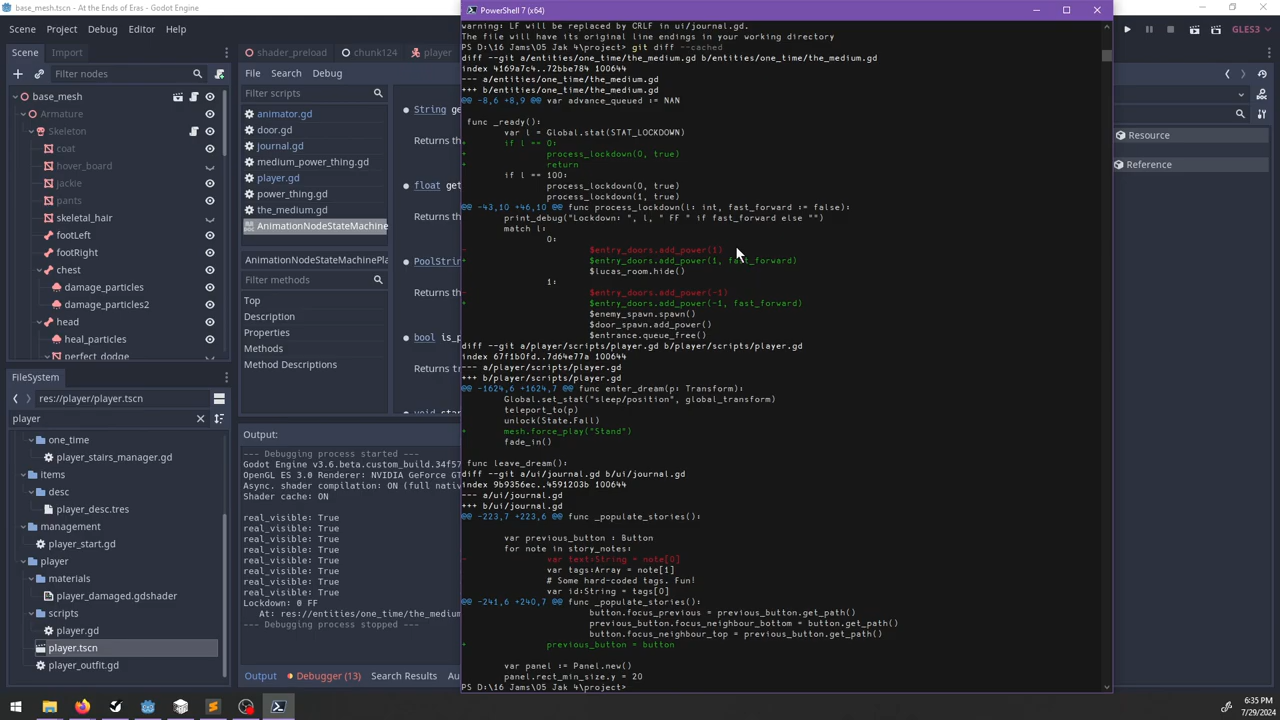 base_mesh.tscn - At the Ends of Eras - Godot Engine
Scene Project Debug Editor Help
Scene Import
Filter nodes
base_mesh
Armature
Skeleton
coat
hover_board
jackie
pants
skeletal_hair
footLeft
footRight
chest
damage_particles
damage_particles2
head
heal_particles
perfect_dodge
FileSystem
res://player/player.tscn
player
one_time
player_stairs_manager.gd
items
desc
player_desc.tres
management
player_start.gd
player
materials
player_damaged.gdshader
scripts
player.gd
player.tscn
player_outfit.gd
shader_preload chunk124 player
File Search Debug
Filter scripts
animator.gd
door.gd
journal.gd
medium_power_thing.gd
player.gd
power_thing.gd
the_medium.gd
AnimationNodeStateMachine
AnimationNodeStateMachinePla
Filter methods
Top
Description
Properties
Methods
Method Descriptions
String ge
Returns th
float get
Returns th
PoolStrin
Returns th
bool is_p
Returns tr
void star
Output:
--- Debugging process started ---
Godot Engine v3.6.beta.custom_build.34f57
OpenGL ES 3.0 Renderer: NVIDIA GeForce GT
Async. shader compilation: ON (full nativ
Shader cache: ON
real_visible: True
real_visible: True
real_visible: True
real_visible: True
real_visible: True
real_visible: True
real_visible: True
real_visible: True
Lockdown: 0 FF
At: res://entities/one_time/the_medium
--- Debugging process stopped ---
Output Debugger (13) Search Results Au
PowerShell 7 (x64)
warning: LF will be replaced by CRLF in ui/journal.gd.
The file will have its original line endings in your working directory
PS D:\16 Jams\05 Jak 4\project> git diff --cached
diff --git a/entities/one_time/the_medium.gd b/entities/one_time/the_medium.gd
index 4169a7c4..72bbe784 100644
--- a/entities/one_time/the_medium.gd
+++ b/entities/one_time/the_medium.gd
@@ -8,6 +8,9 @@ var advance_queued := NAN
func _ready():
var l = Global.stat(STAT_LOCKDOWN)
+ if l == 0:
+ process_lockdown(0, true)
+ return
if l == 100:
process_lockdown(0, true)
process_lockdown(1, true)
@@ -43,10 +46,10 @@ func process_lockdown(l: int, fast_forward := false):
print_debug("Lockdown: ", l, " FF " if fast_forward else "")
match l:
0:
- $entry_doors.add_power(1)
+ $entry_doors.add_power(1, fast_forward)
$lucas_room.hide()
1:
- $entry_doors.add_power(-1)
+ $entry_doors.add_power(-1, fast_forward)
$enemy_spawn.spawn()
$door_spawn.add_power()
$entrance.queue_free()
diff --git a/player/scripts/player.gd b/player/scripts/player.gd
index 67f1b0fd..7d64e77a 100644
--- a/player/scripts/player.gd
+++ b/player/scripts/player.gd
@@ -1624,6 +1624,7 @@ func enter_dream(p: Transform):
Global.set_stat("sleep/position", global_transform)
teleport_to(p)
unlock(State.Fall)
+ mesh.force_play("Stand")
fade_in()
func leave_dream():
diff --git a/ui/journal.gd b/ui/journal.gd
index 9b9356ec..4591203b 100644
--- a/ui/journal.gd
+++ b/ui/journal.gd
@@ -223,7 +223,6 @@ func _populate_stories():
var previous_button : Button
for note in story_notes:
- var text:String = note[0]
var tags:Array = note[1]
# Some hard-coded tags. Fun!
var id:String = tags[0]
@@ -241,6 +240,7 @@ func _populate_stories():
button.focus_previous = previous_button.get_path()
previous_button.focus_neighbour_bottom = button.get_path()
button.focus_neighbour_top = previous_button.get_path()
+ previous_button = button
var panel := Panel.new()
panel.rect_min_size.y = 20
PS D:\16 Jams\05 Jak 4\project>
GLES3
Resource
Reference
6:35 PM
7/29/2024